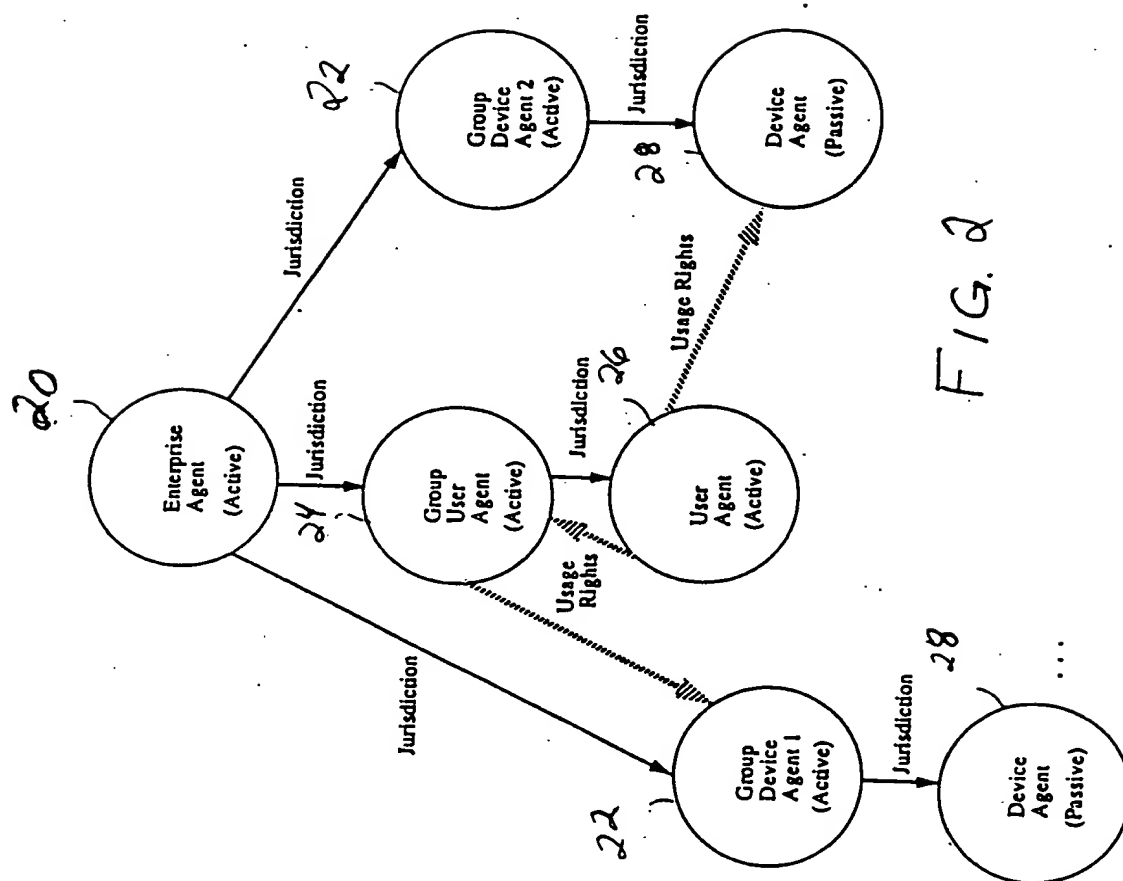 20
Enterprise
Agent
(Active)
Jurisdiction
Jurisdiction
Jurisdiction
22
Group
Device
Agent 2
(Active)
24
Group
User
Agent
(Active)
Jurisdiction
28
Jurisdiction
Usage
Rights
26
User
Agent
(Active)
Usage Rights
Device
Agent
(Passive)
22
Group
Device
Agent 1
(Active)
Jurisdiction
28
Device
Agent
(Passive)
...
FIG. 2